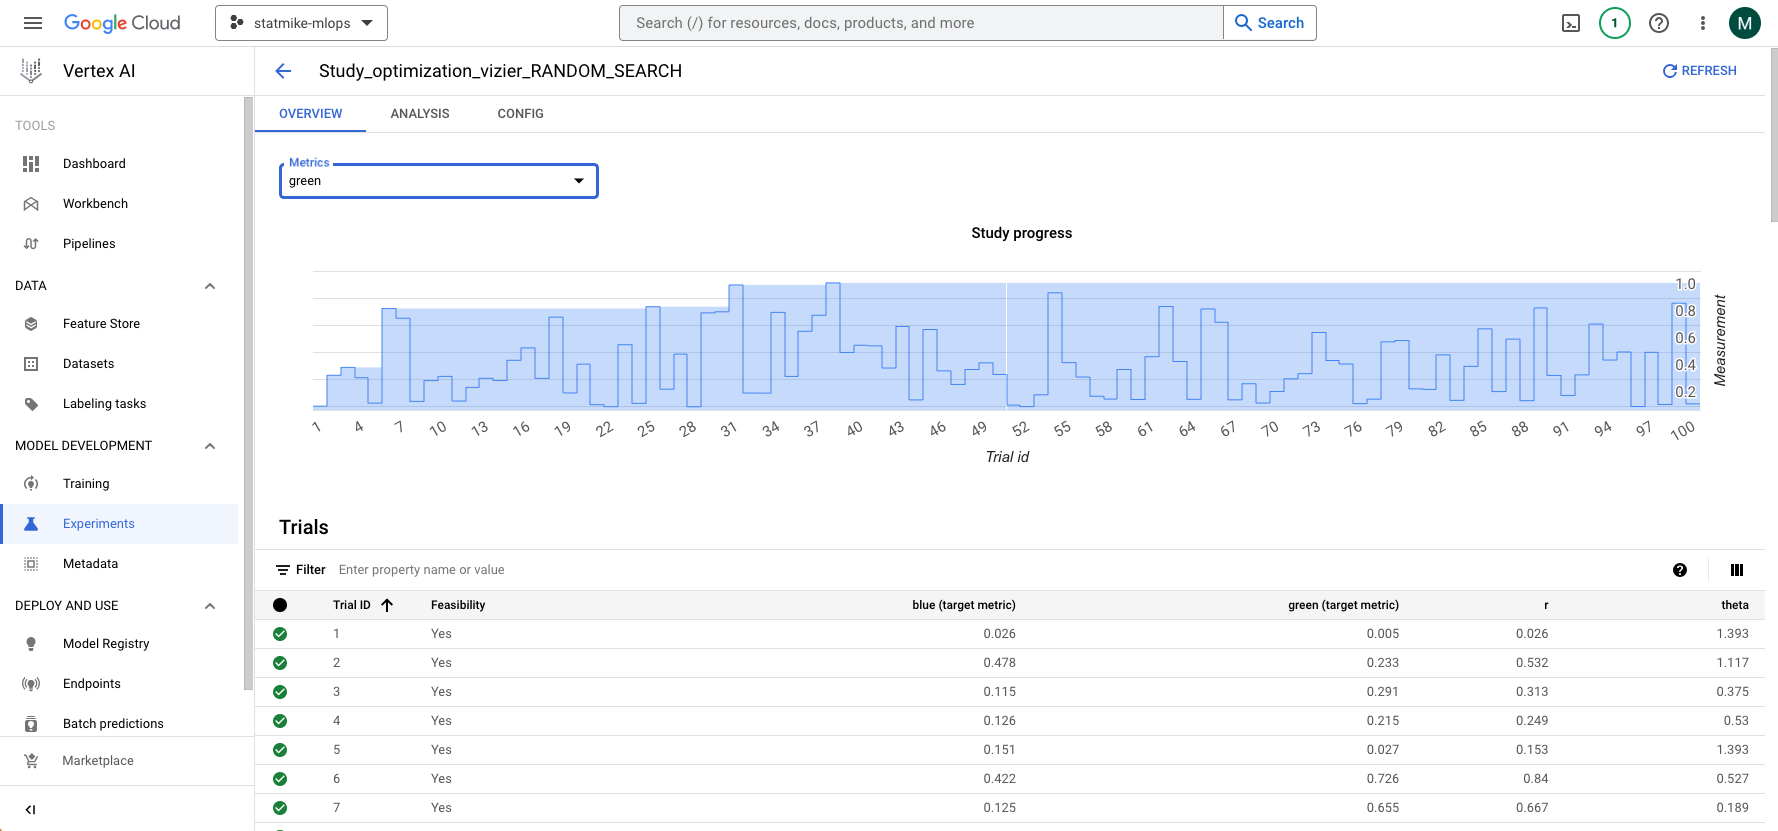 Google Cloud
statmike-mlops
Search (/) for resources, docs, products, and more
Search
1
M
Vertex AI
Study_optimization_vizier_RANDOM_SEARCH
REFRESH
OVERVIEW ANALYSIS CONFIG
TOOLS
Dashboard
Workbench
Pipelines
DATA
Feature Store
Datasets
Labeling tasks
MODEL DEVELOPMENT
Training
Experiments
Metadata
DEPLOY AND USE
Model Registry
Endpoints
Batch predictions
Marketplace
Metrics
green
Study progress
1.0
0.8
0.6
0.4
0.2
Measurement
1 4 7 10 13 16 19 22 25 28 31 34 37 40 43 46 49 52 55 58 61 64 67 70 73 76 79 82 85 88 91 94 97 100
Trial id
Trials
Filter Enter property name or value
Trial ID Feasibility blue (target metric) green (target metric) r theta
1 Yes 0.026 0.005 0.026 1.393
2 Yes 0.478 0.233 0.532 1.117
3 Yes 0.115 0.291 0.313 0.375
4 Yes 0.126 0.215 0.249 0.53
5 Yes 0.151 0.027 0.153 1.393
6 Yes 0.422 0.726 0.84 0.527
7 Yes 0.125 0.655 0.667 0.189